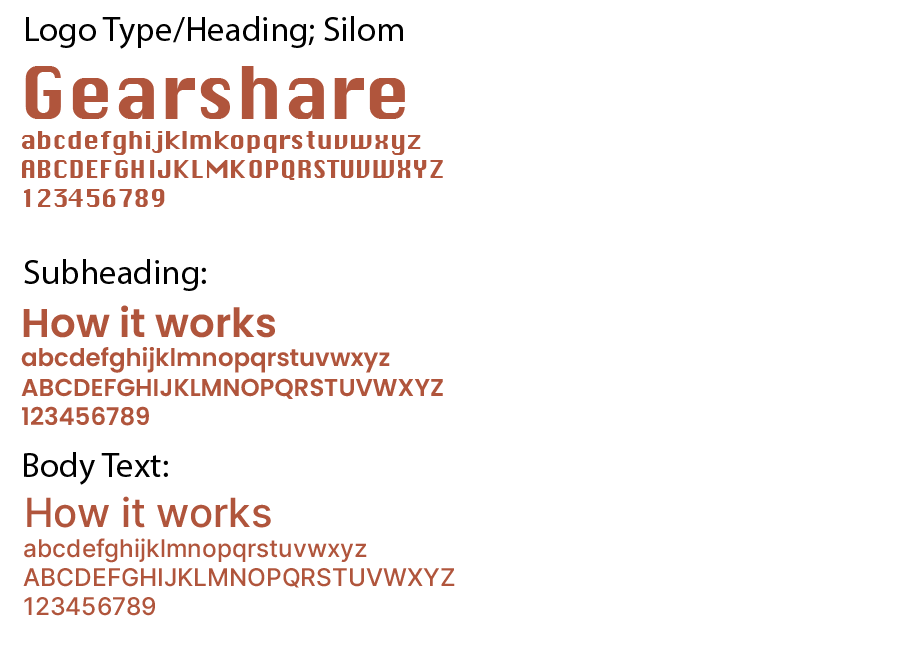 Logo Type/Heading; Silom
Gearshare
abcdefghijklmkopqrstuvwxyz
ABCDEFGHIJKLMKOPQRSTUVWXYZ
123456789
Subheading:
How it works
abcdefghijklmnopqrstuvwxyz
ABCDEFGHIJKLMNOPQRSTUVWXYZ
123456789
Body Text:
How it works
abcdefghijklmnopqrstuvwxyz
ABCDEFGHIJKLMNOPQRSTUVWXYZ
123456789